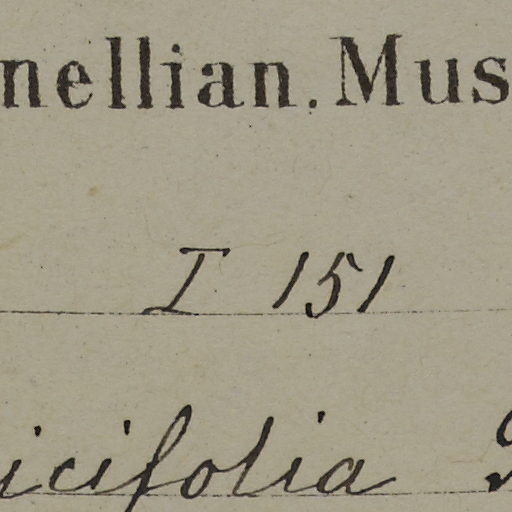 nellian. Mus
I 151
icifolia